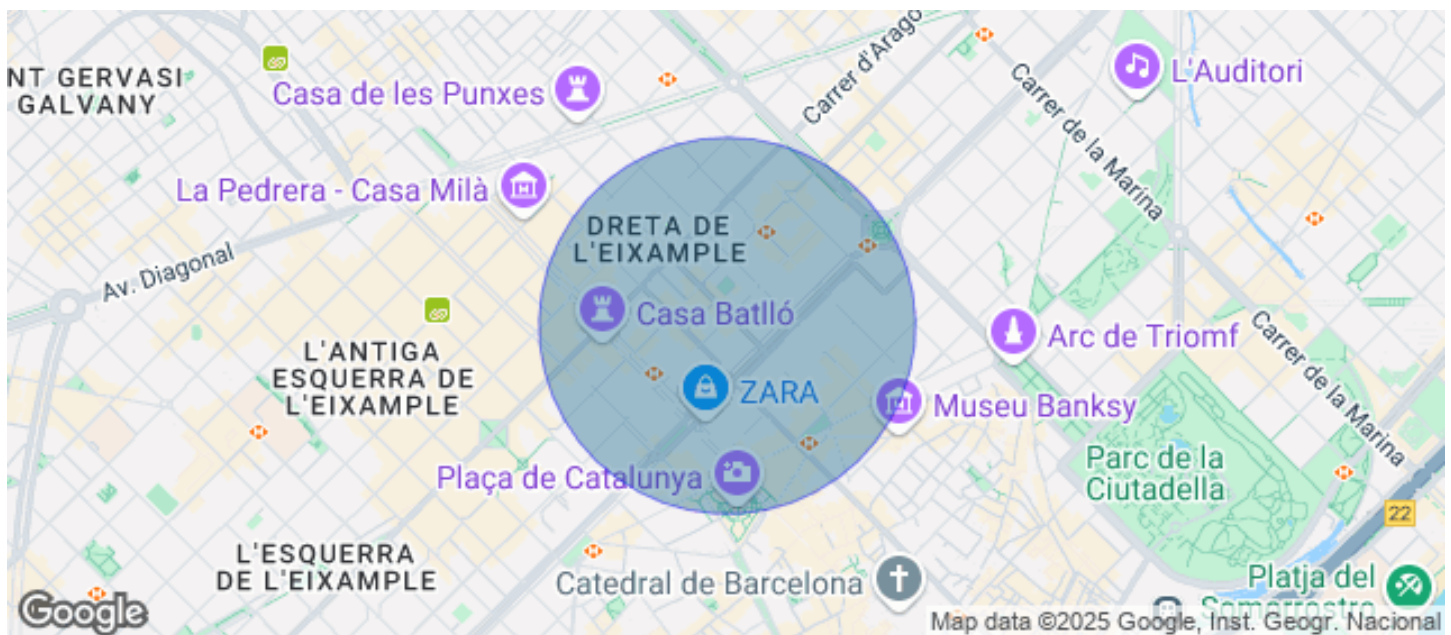 NT GERVASI
GALVANY
Casa de les Punxes
Carrer d'Arago
L'Auditori
Carrer de la Marina
La Pedrera - Casa Milà
DRETA DE
L'EIXAMPLE
Av. Diagonal
Casa Batlló
Arc de Triomf
L'ANTIGA
ESQUERRA DE
L'EIXAMPLE
Carrer de la Marina
ZARA
Museu Banksy
Plaça de Catalunya
Parc de la
Ciutadella
22
L'ESQUERRA
DE L'EIXAMPLE
Catedral de Barcelona
Platja del
Somorrostro
Google
Map data ©2025 Google, Inst. Geogr. Nacional